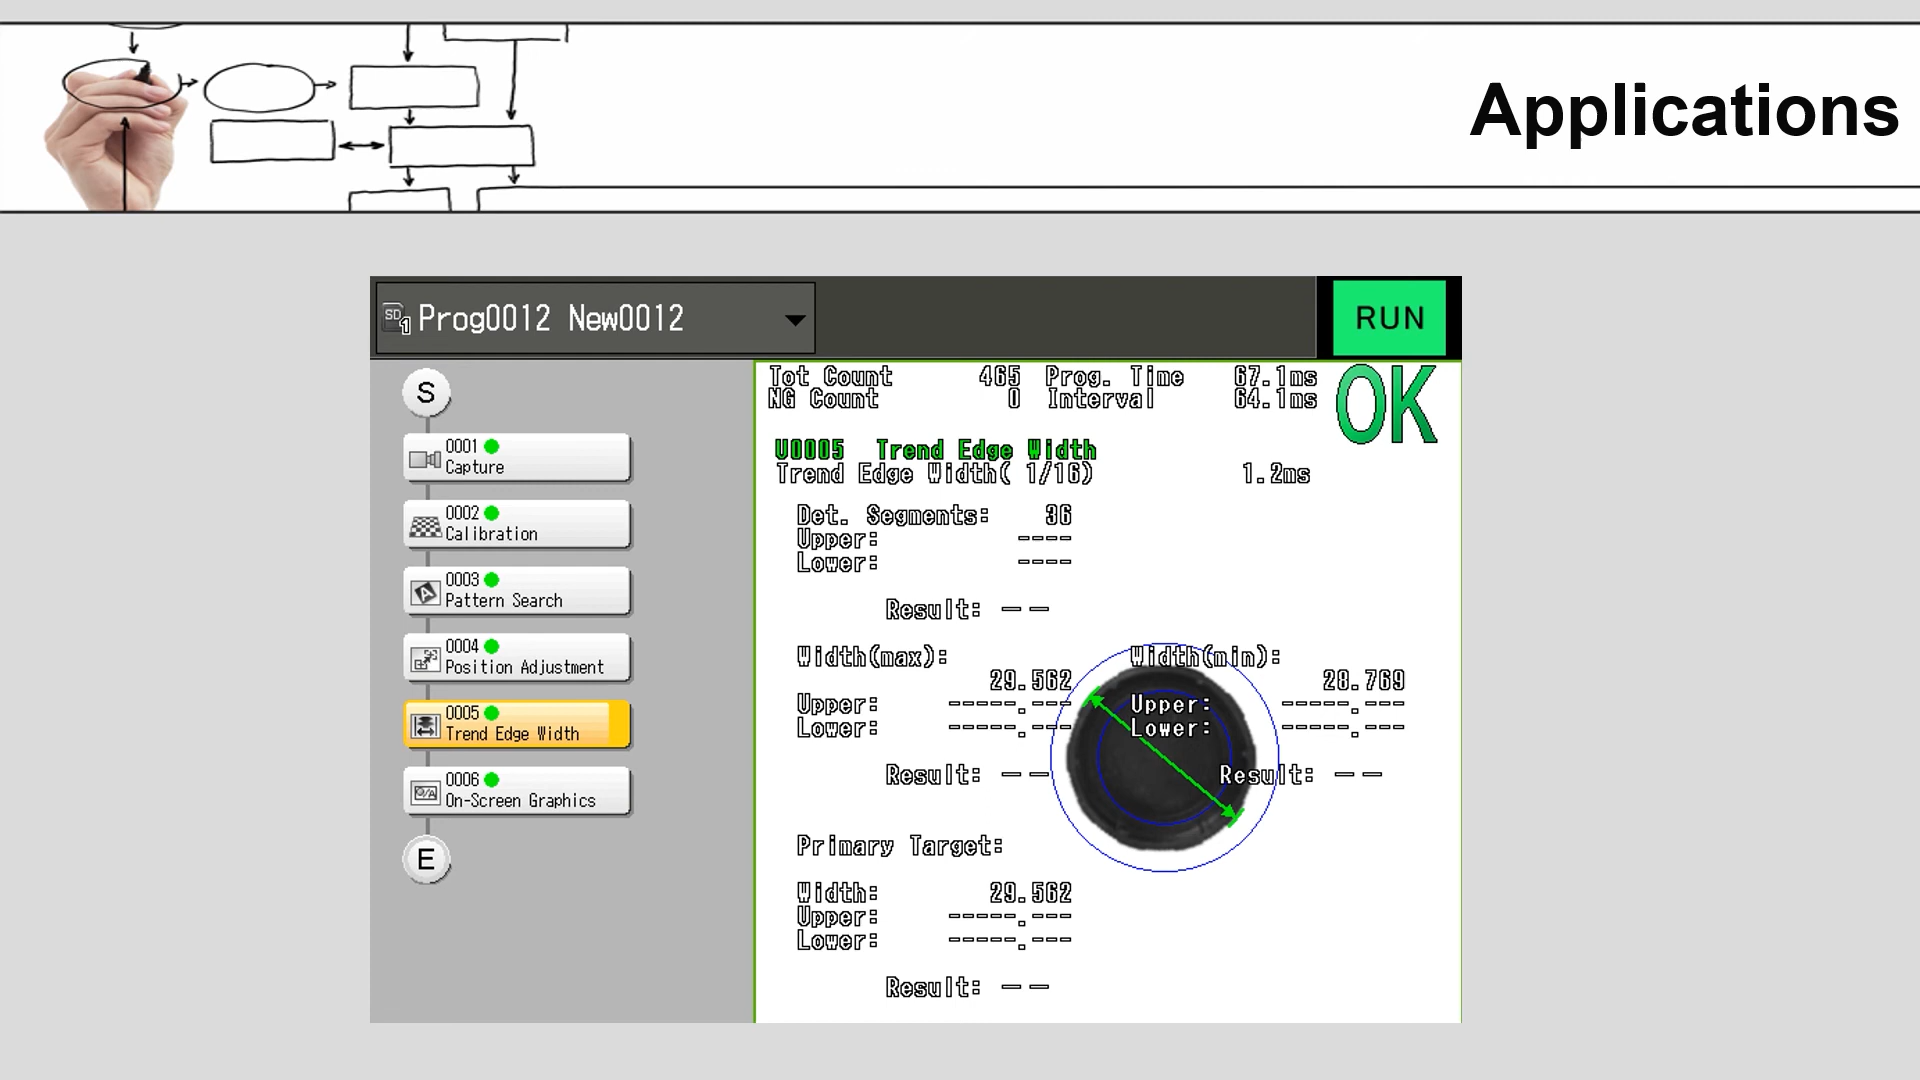 Applications
SD1 Prog0012 New0012
RUN
S
0001
Capture
0002
Calibration
0003
Pattern Search
0004
Position Adjustment
0005
Trend Edge Width
0006
On-Screen Graphics
E
Tot Count 465 Prog. Time 67.1ms
NG Count 0 Interval 64.1ms
OK
U0005 Trend Edge Width
Trend Edge Width( 1/16) 1.2ms
Det. Segments: 36
Upper: ----
Lower: ----
Result: --
Width(max): Width(min):
29.562 28.769
Upper: -----.--- Upper: -----.---
Lower: -----.--- Lower: -----.---
Result: -- Result: --
Primary Target:
Width: 29.562
Upper: -----.---
Lower: -----.---
Result: --